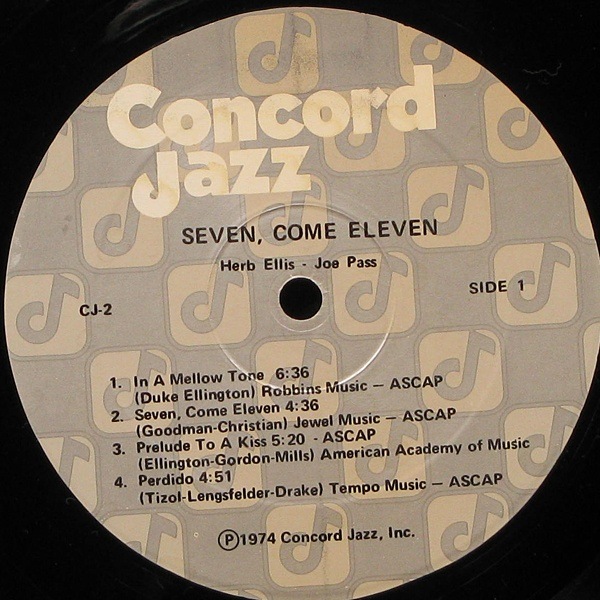 Concord
Jazz
SEVEN, COME ELEVEN
Herb Ellis - Joe Pass
CJ-2
SIDE 1
1. In A Mellow Tone 6:36
(Duke Ellington) Robbins Music — ASCAP
2. Seven, Come Eleven 4:36
(Goodman-Christian) Jewel Music — ASCAP
3. Prelude To A Kiss 5:20 - ASCAP
(Ellington-Gordon-Mills) American Academy of Music
4. Perdido 4:51
(Tizol-Lengsfelder-Drake) Tempo Music — ASCAP
Ⓟ1974 Concord Jazz, Inc.